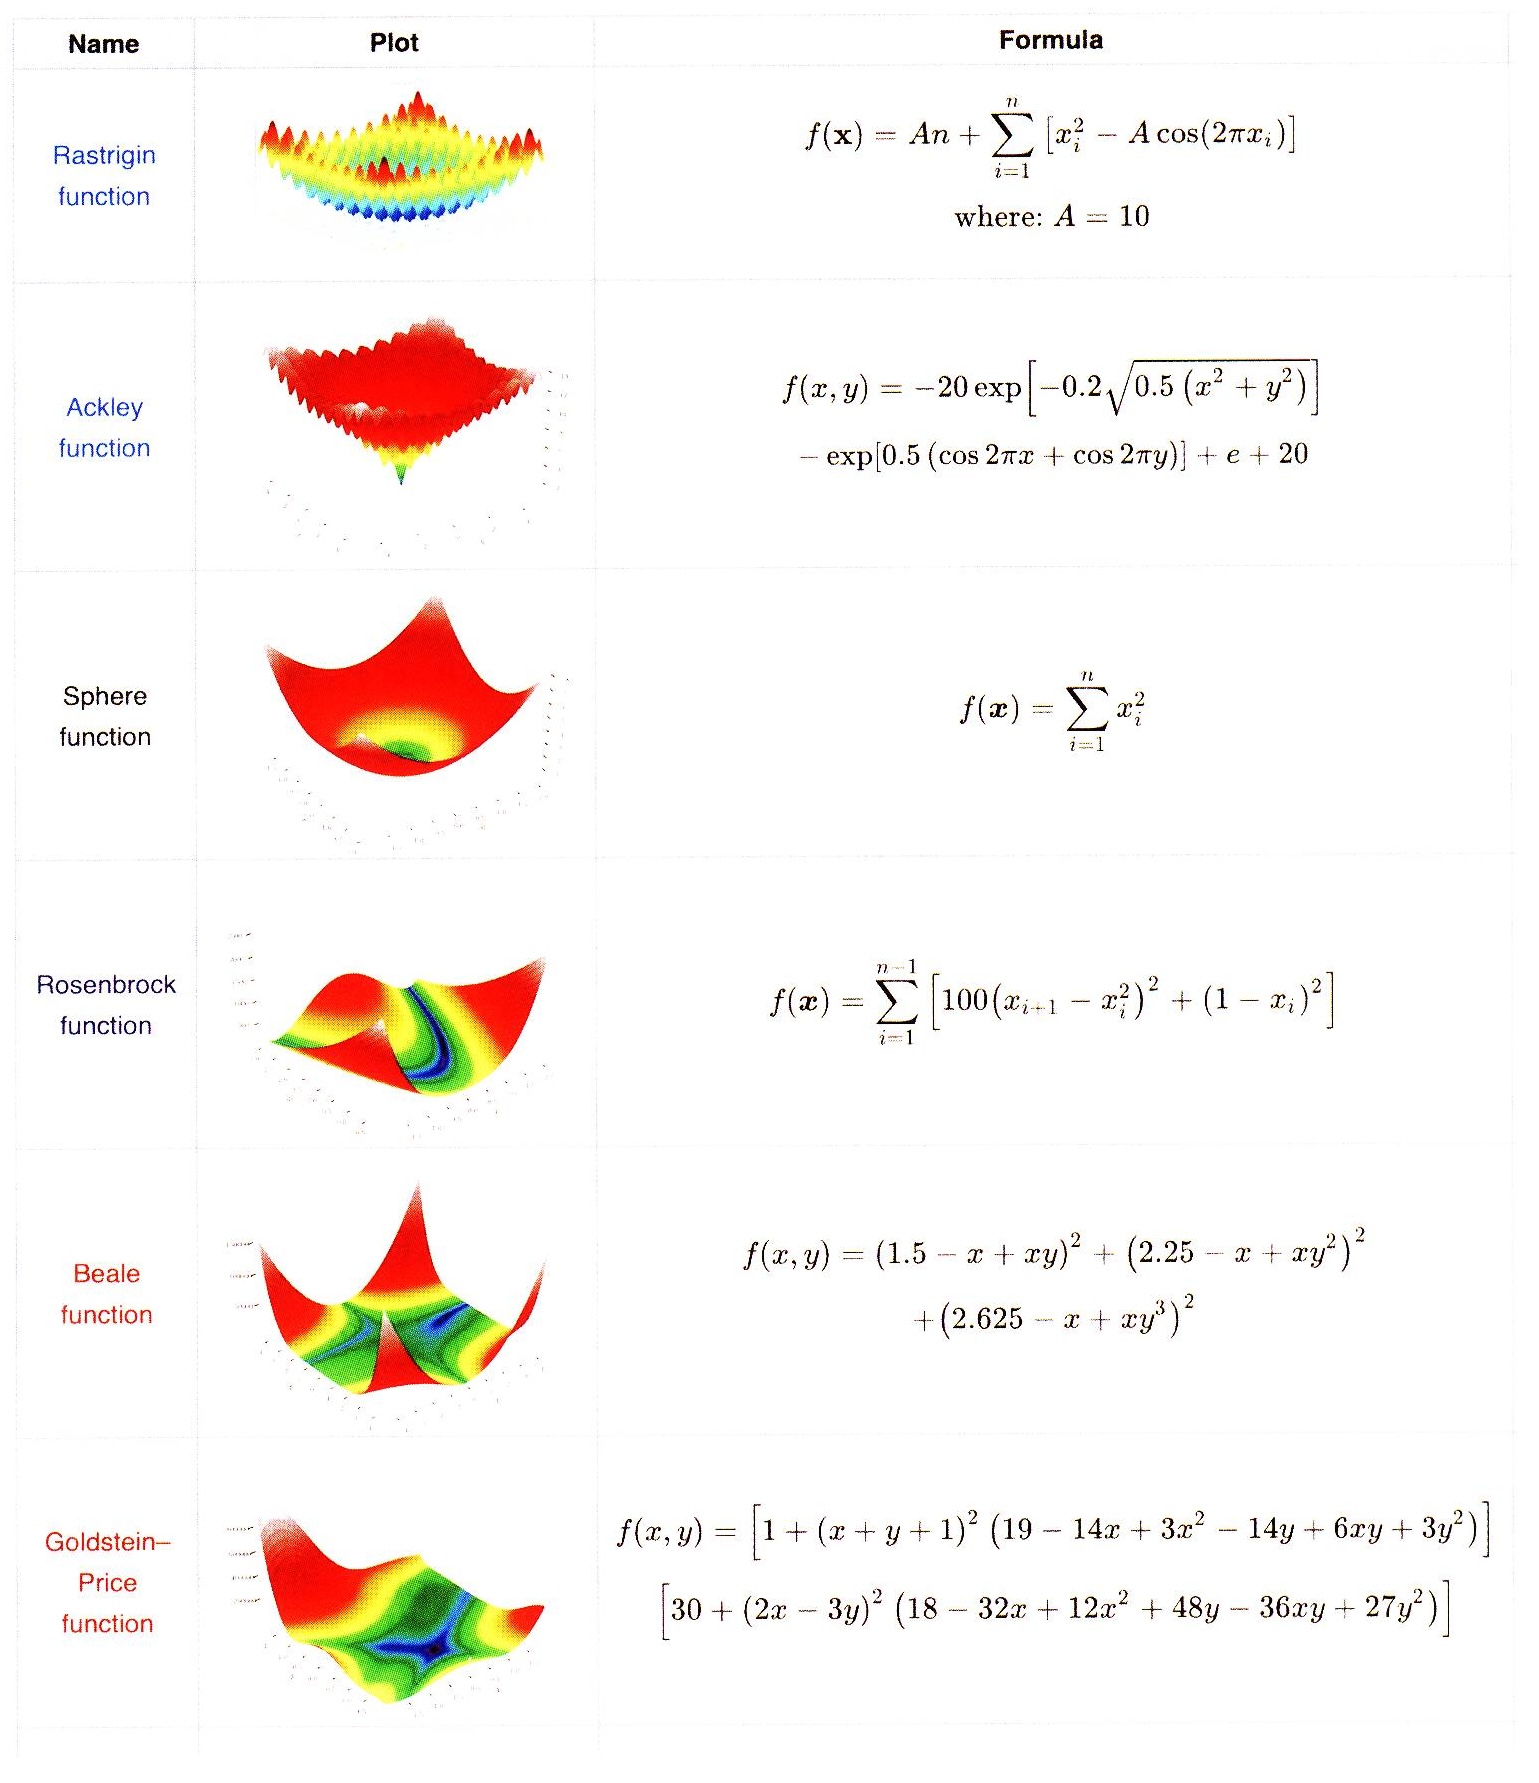 Name Plot Formula
Rastrigin
function
f(x) = An + \sum_{i=1}^{n} [x_i^2 − A cos(2πx_i)]
where: A = 10
Ackley
function
f(x, y) = −20 exp[−0.2\sqrt{0.5 (x^2 + y^2)}]
− exp[0.5 (cos 2πx + cos 2πy)] + e + 20
Sphere
function
f(x) = \sum_{i=1}^{n} x_i^2
Rosenbrock
function
f(x) = \sum_{i=1}^{n−1} [100(x_{i+1} − x_i^2)^2 + (1 − x_i)^2]
Beale
function
f(x, y) = (1.5 − x + xy)^2 + (2.25 − x + xy^2)^2
+(2.625 − x + xy^3)^2
Goldstein–
Price
function
f(x, y) = [1 + (x + y + 1)^2 (19 − 14x + 3x^2 − 14y + 6xy + 3y^2)]
[30 + (2x − 3y)^2 (18 − 32x + 12x^2 + 48y − 36xy + 27y^2)]